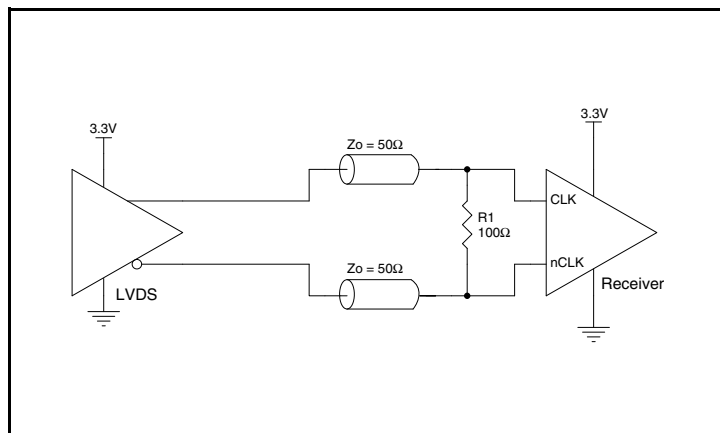 3.3V
3.3V
Zo = 50Ω
CLK
R1
100Ω
nCLK
Zo = 50Ω
LVDS
Receiver